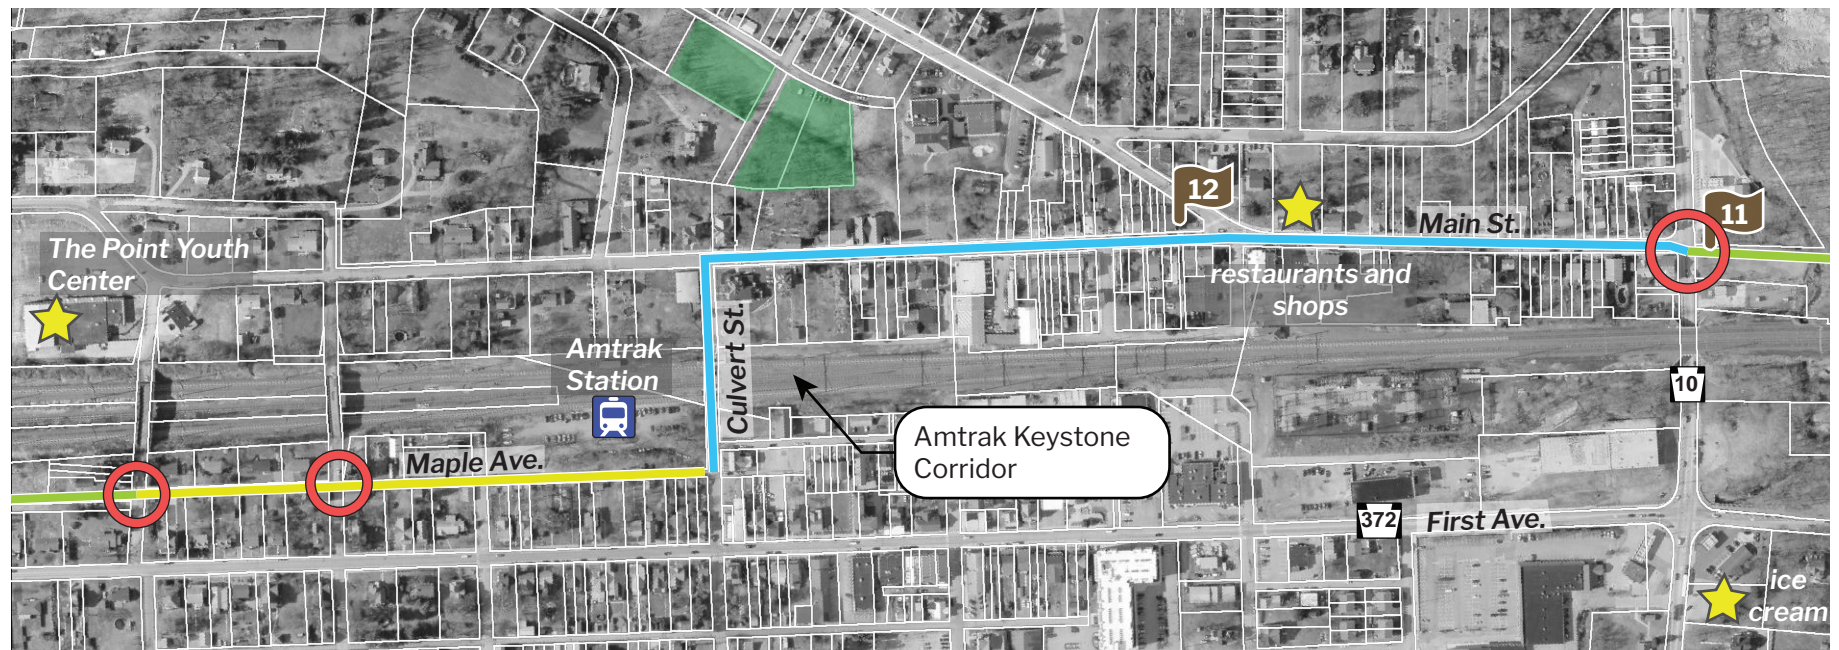 12
11
Main St.
The Point Youth
Center
restaurants and
shops
Culvert St.
Amtrak
Station
10
Amtrak Keystone
Corridor
Maple Ave.
372
First Ave.
ice
cream